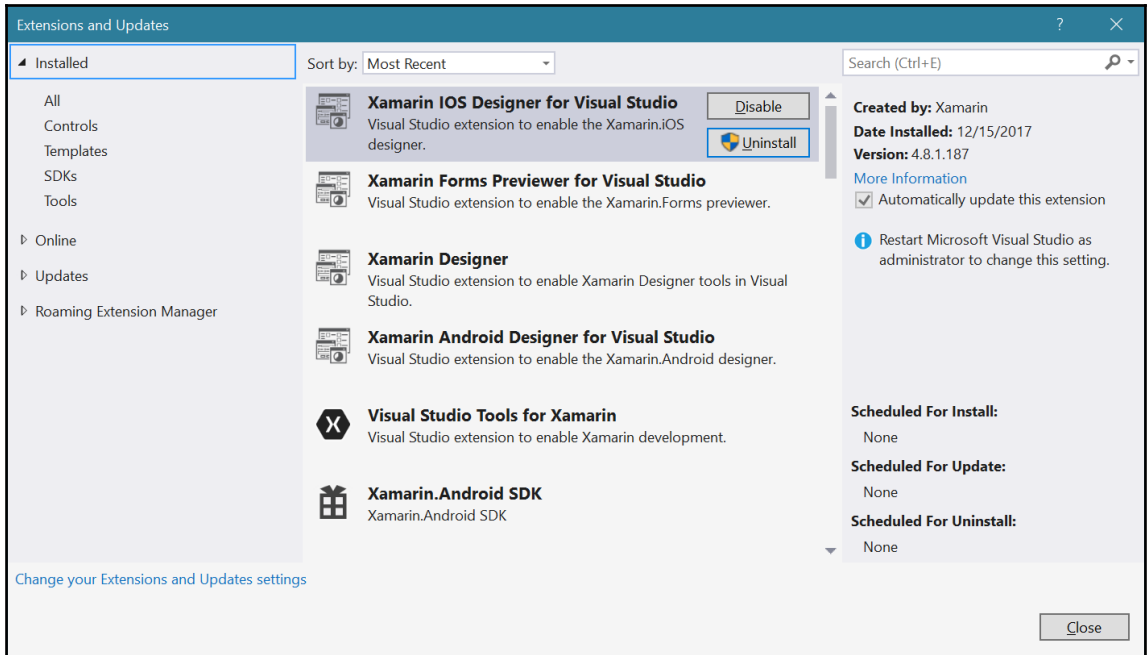 Extensions and Updates
Installed
All
Controls
Templates
SDKs
Tools
Online
Updates
Roaming Extension Manager
Change your Extensions and Updates settings
Sort by: Most Recent
Xamarin IOS Designer for Visual Studio
Visual Studio extension to enable the Xamarin.iOS
designer.
Disable
Uninstall
Xamarin Forms Previewer for Visual Studio
Visual Studio extension to enable the Xamarin.Forms previewer.
Xamarin Designer
Visual Studio extension to enable Xamarin Designer tools in Visual
Studio.
Xamarin Android Designer for Visual Studio
Visual Studio extension to enable the Xamarin.Android designer.
Visual Studio Tools for Xamarin
Visual Studio extension to enable Xamarin development.
Xamarin.Android SDK
Xamarin.Android SDK
Search (Ctrl+E)
Created by: Xamarin
Date Installed: 12/15/2017
Version: 4.8.1.187
More Information
Automatically update this extension
Restart Microsoft Visual Studio as
administrator to change this setting.
Scheduled For Install:
None
Scheduled For Update:
None
Scheduled For Uninstall:
None
Close